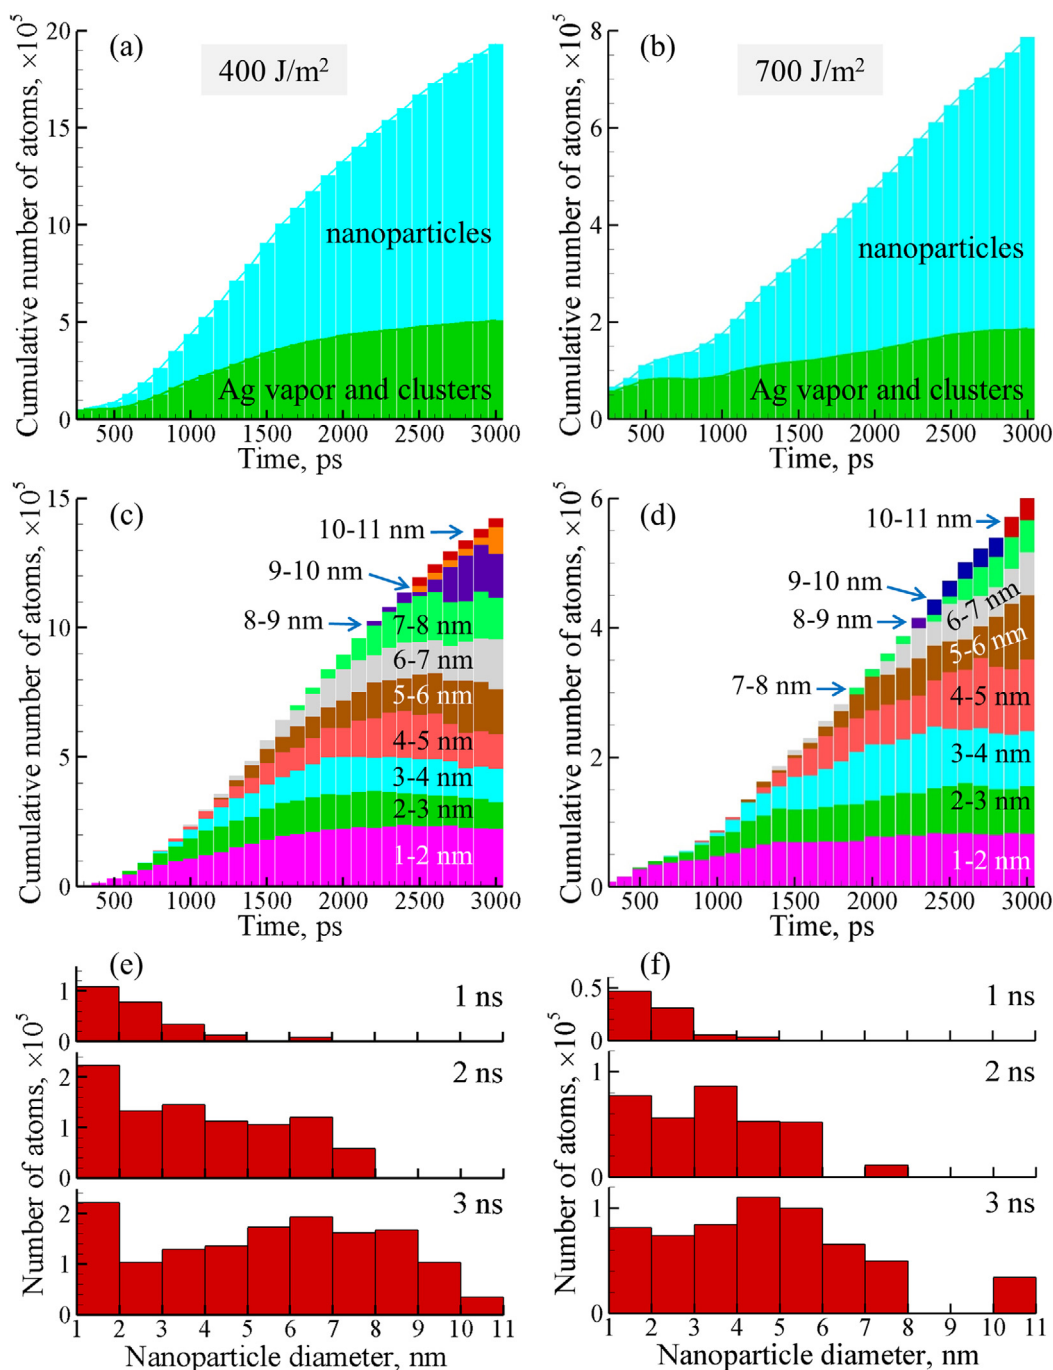 (a)
400 J/m²
Cumulative number of atoms, ×10⁵
20
15
10
5
0
nanoparticles
Ag vapor and clusters
500 1000 1500 2000 2500 3000
Time, ps
(b)
700 J/m²
Cumulative number of atoms, ×10⁵
8
6
4
2
0
nanoparticles
Ag vapor and clusters
500 1000 1500 2000 2500 3000
Time, ps
(c)
Cumulative number of atoms, ×10⁵
15
10
5
0
10-11 nm
9-10 nm
8-9 nm
7-8 nm
6-7 nm
5-6 nm
4-5 nm
3-4 nm
2-3 nm
1-2 nm
500 1000 1500 2000 2500 3000
Time, ps
(d)
Cumulative number of atoms, ×10⁵
6
4
2
0
10-11 nm
9-10 nm
8-9 nm
7-8 nm
6-7 nm
5-6 nm
4-5 nm
3-4 nm
2-3 nm
1-2 nm
500 1000 1500 2000 2500 3000
Time, ps
(e)
Number of atoms, ×10⁵
1
0
1 ns
2
1
0
2 ns
2
1
0
3 ns
1 2 3 4 5 6 7 8 9 10 11
Nanoparticle diameter, nm
(f)
Number of atoms, ×10⁵
0.5
0
1 ns
1
0
2 ns
1
0
3 ns
1 2 3 4 5 6 7 8 9 10 11
Nanoparticle diameter, nm